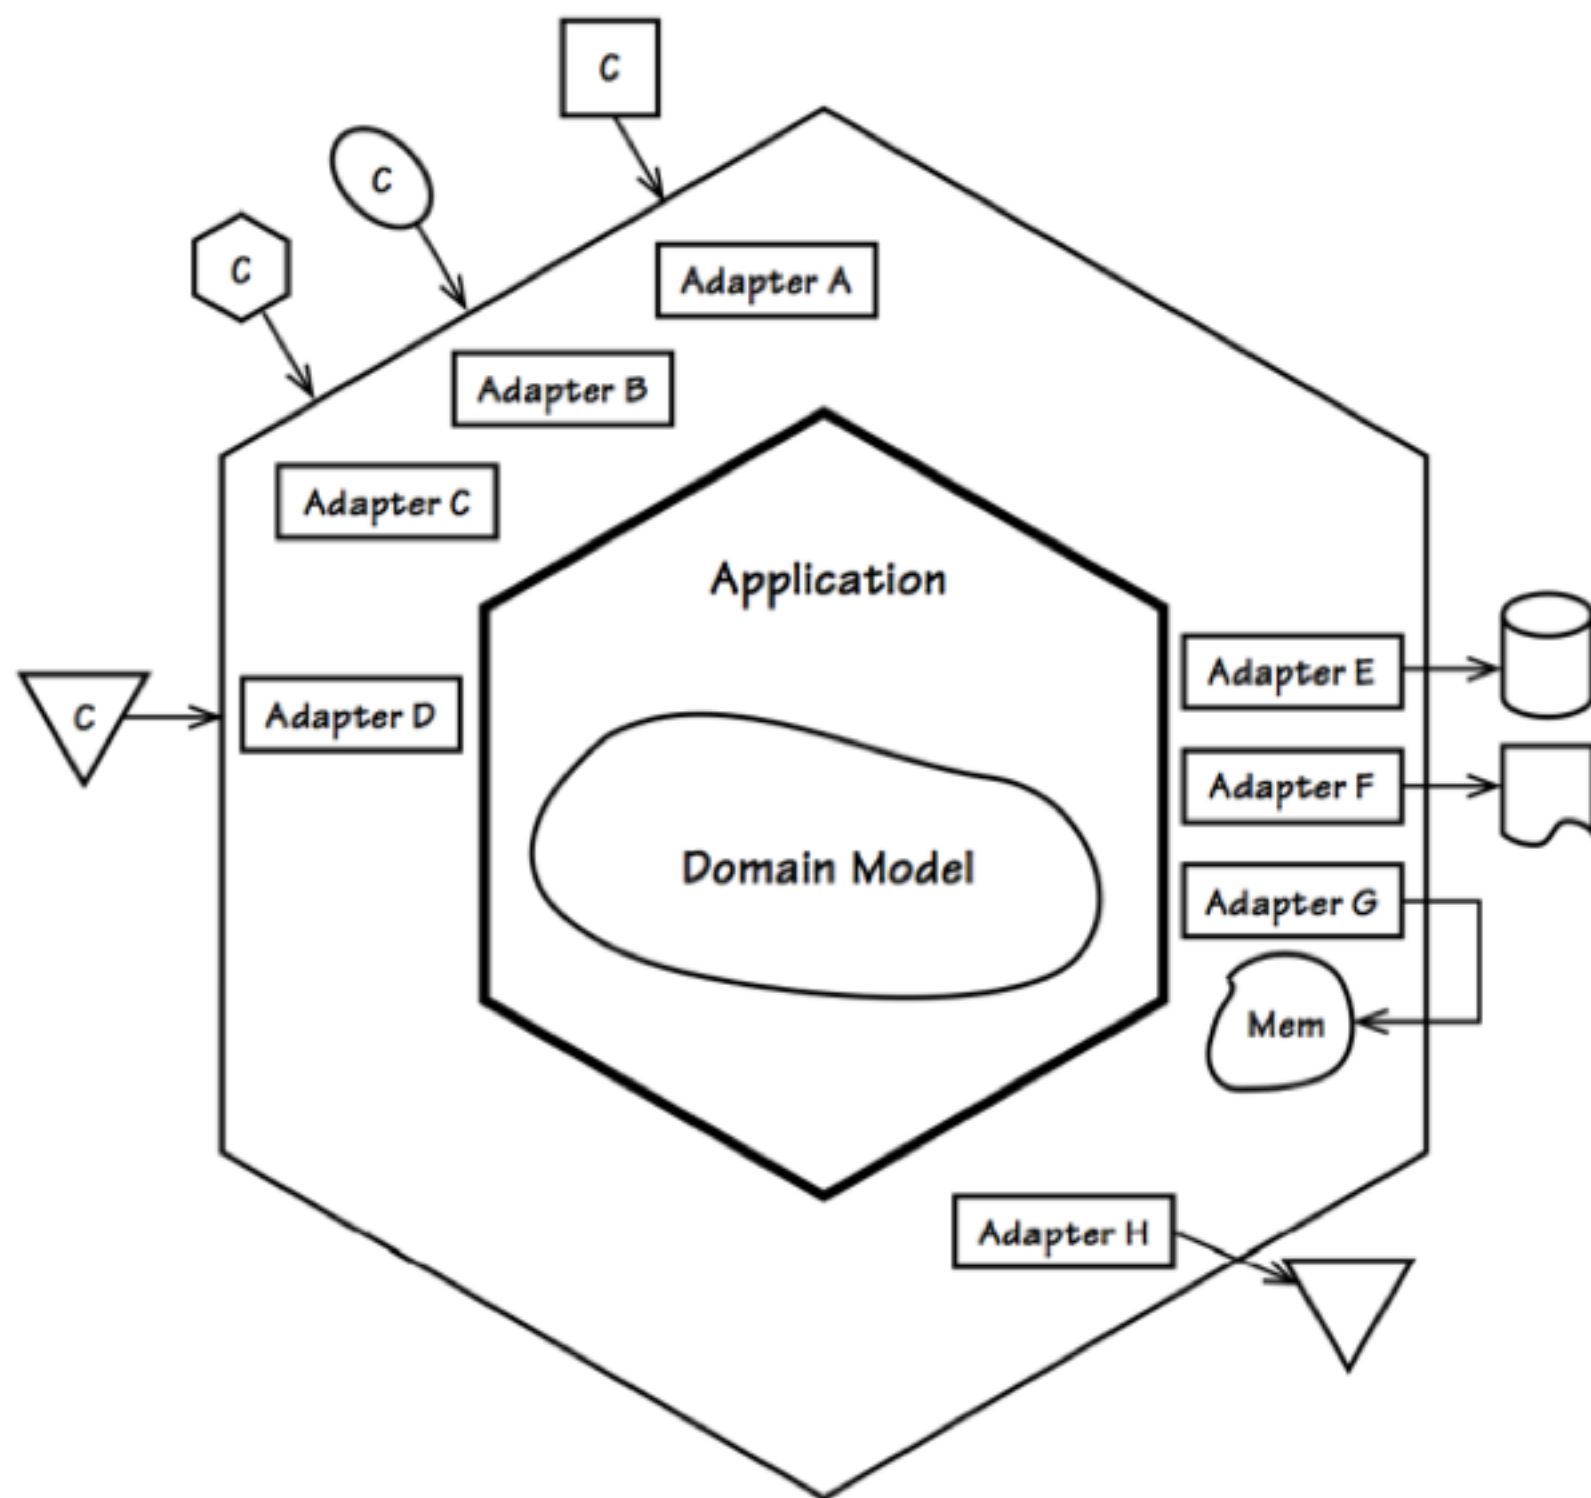 C
C
C
Adapter A
Adapter B
Adapter C
Application
Adapter E
C
Adapter D
Adapter F
Domain Model
Adapter G
Mem
Adapter H